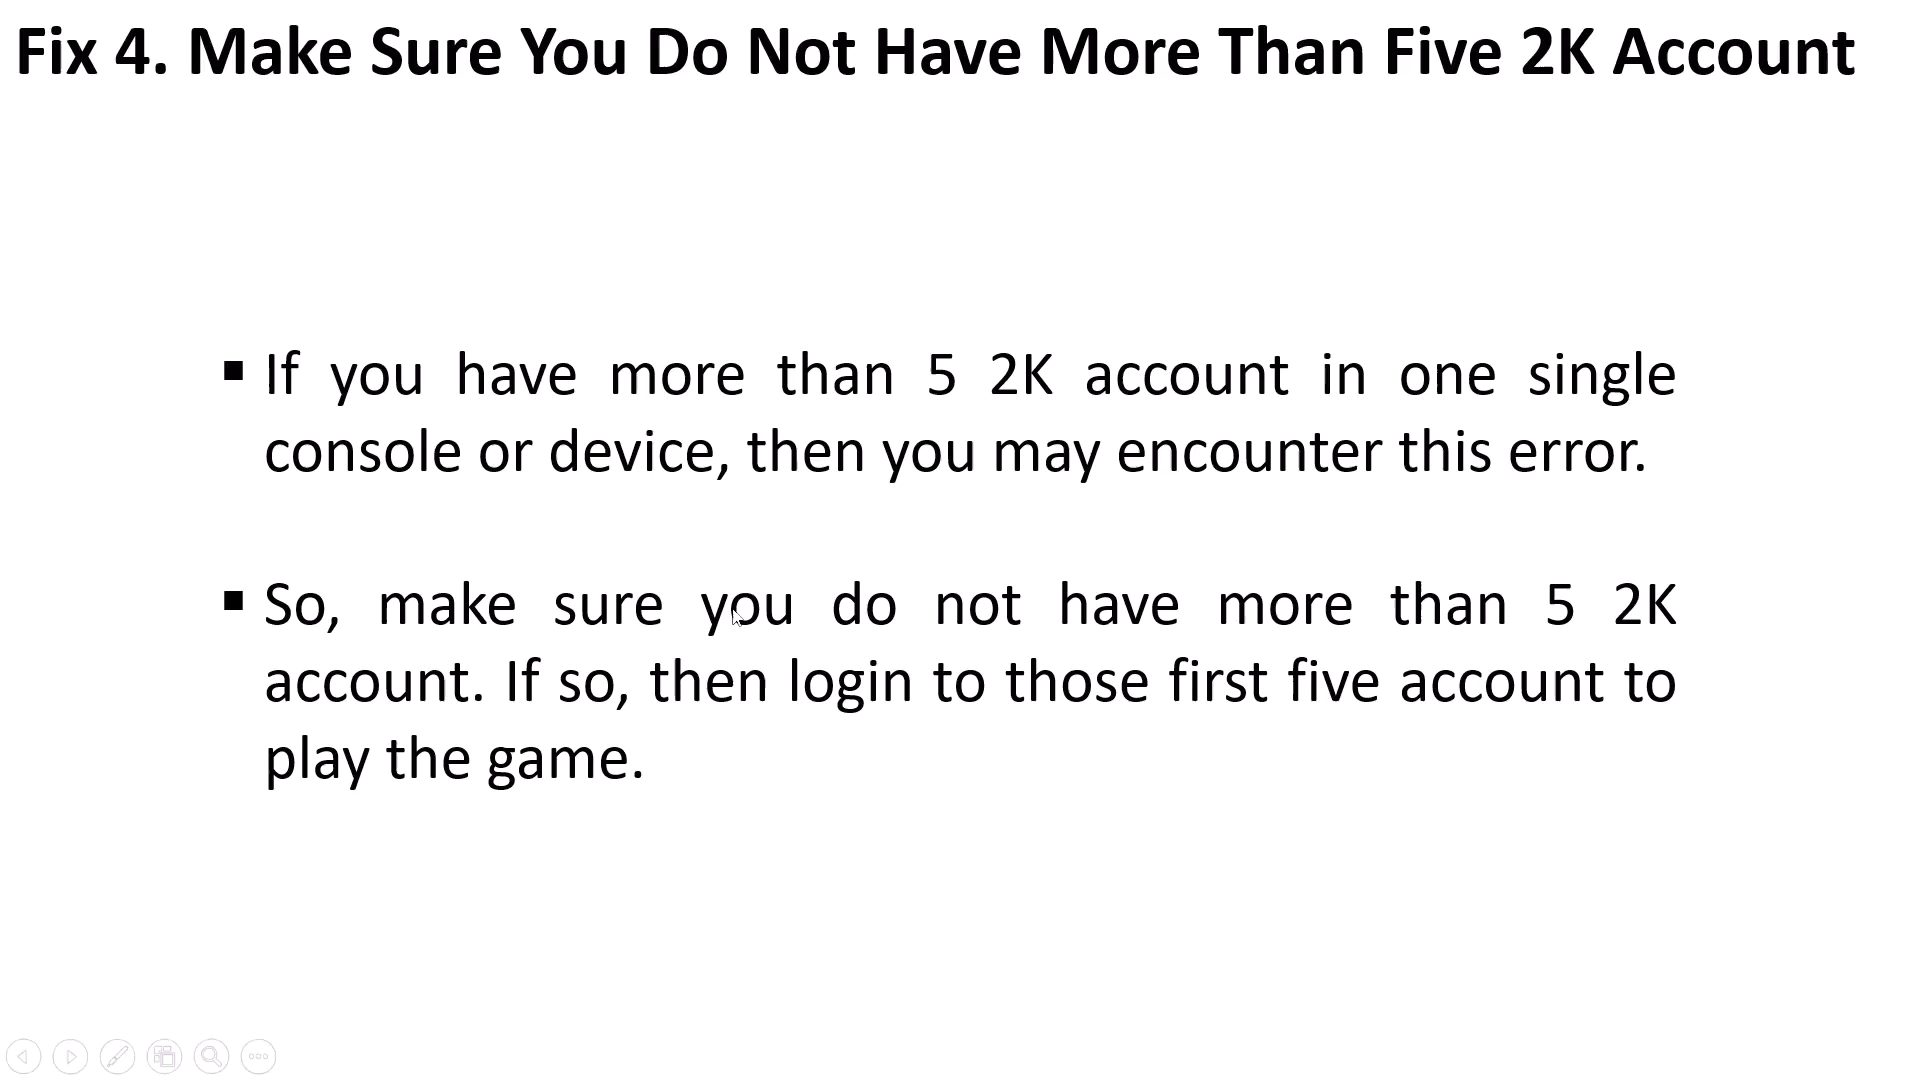 Fix 4. Make Sure You Do Not Have More Than Five 2K Account
▪ If you have more than 5 2K account in one single
console or device, then you may encounter this error.
▪ So, make sure you do not have more than 5 2K
account. If so, then login to those first five account to
play the game.